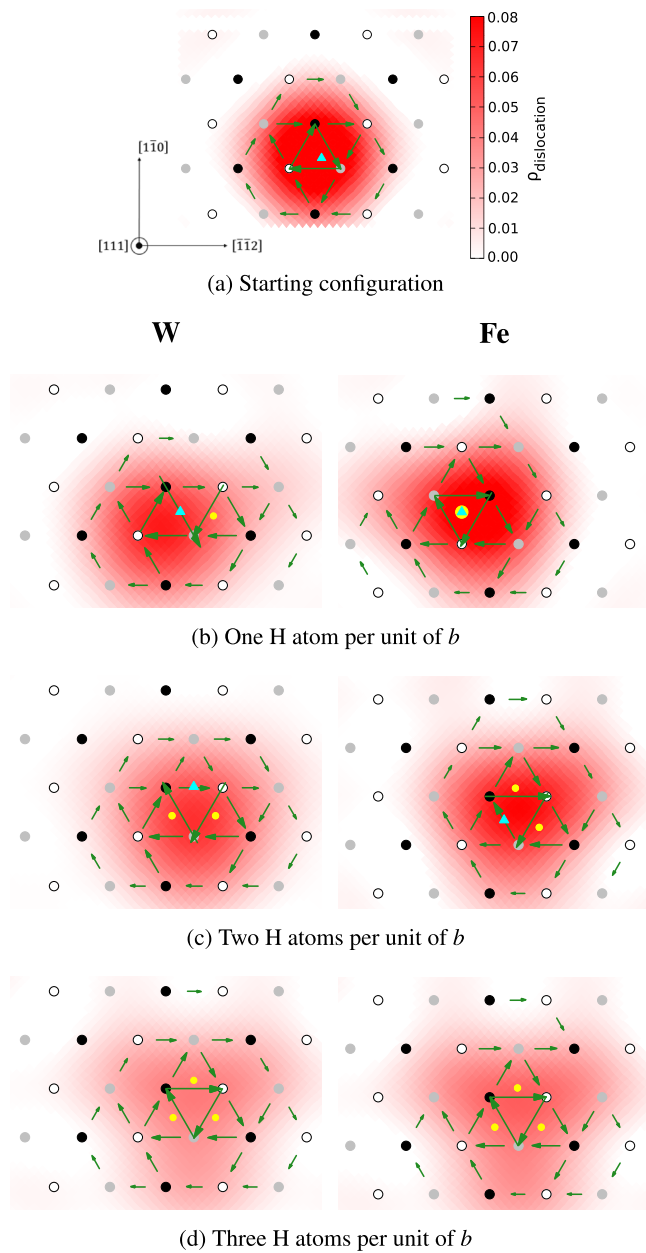 0.08
0.07
0.06
0.05
0.04
0.03
0.02
0.01
0.00
ρdislocation
[11̅0]
[111]
[1̅1̅2]
(a) Starting configuration
W Fe
(b) One H atom per unit of b
(c) Two H atoms per unit of b
(d) Three H atoms per unit of b